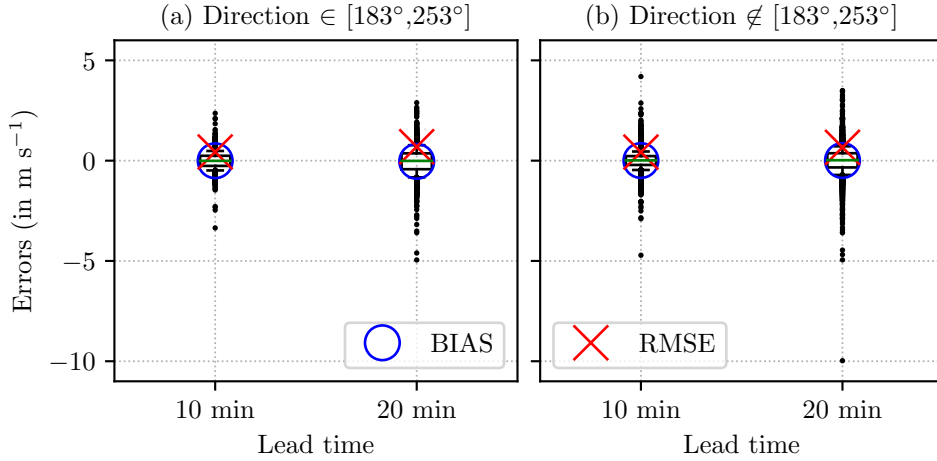 (a) Direction ∈ [183°,253°]
(b) Direction ∉ [183°,253°]
Errors (in m s⁻¹)
5
0
−5
−10
BIAS
RMSE
10 min
20 min
10 min
20 min
Lead time
Lead time